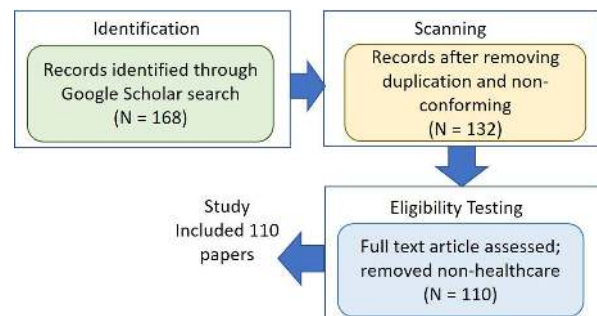 Identification
Records identified through
Google Scholar search
(N = 168)
Scanning
Records after removing
duplication and non-
conforming
(N = 132)
Eligibility Testing
Full text article assessed;
removed non-healthcare
(N = 110)
Study
Included 110
papers